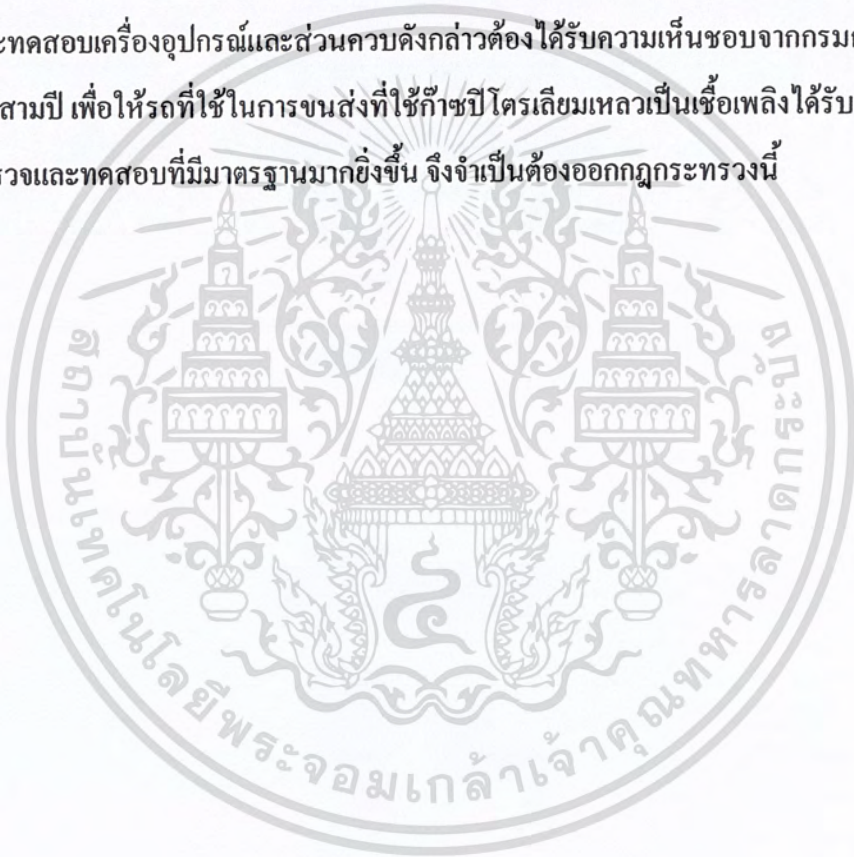 ะทดสอบเครื่องอุปกรณ์และส่วนควบดังกล่าวต้องได้รับความเห็นชอบจากกรม
สามปี เพื่อให้รถที่ใช้ในการขนส่งที่ใช้ก๊าซปิโตรเลียมเหลวเป็นเชื้อเพลิงได้รับ
รวจและทดสอบที่มีมาตรฐานมากยิ่งขึ้น จึงจำเป็นต้องออกกฎกระทรวงนี้
สถาบันเทคโนโลยีพระจอมเกล้าเจ้าคุณทหารลาดกระบัง